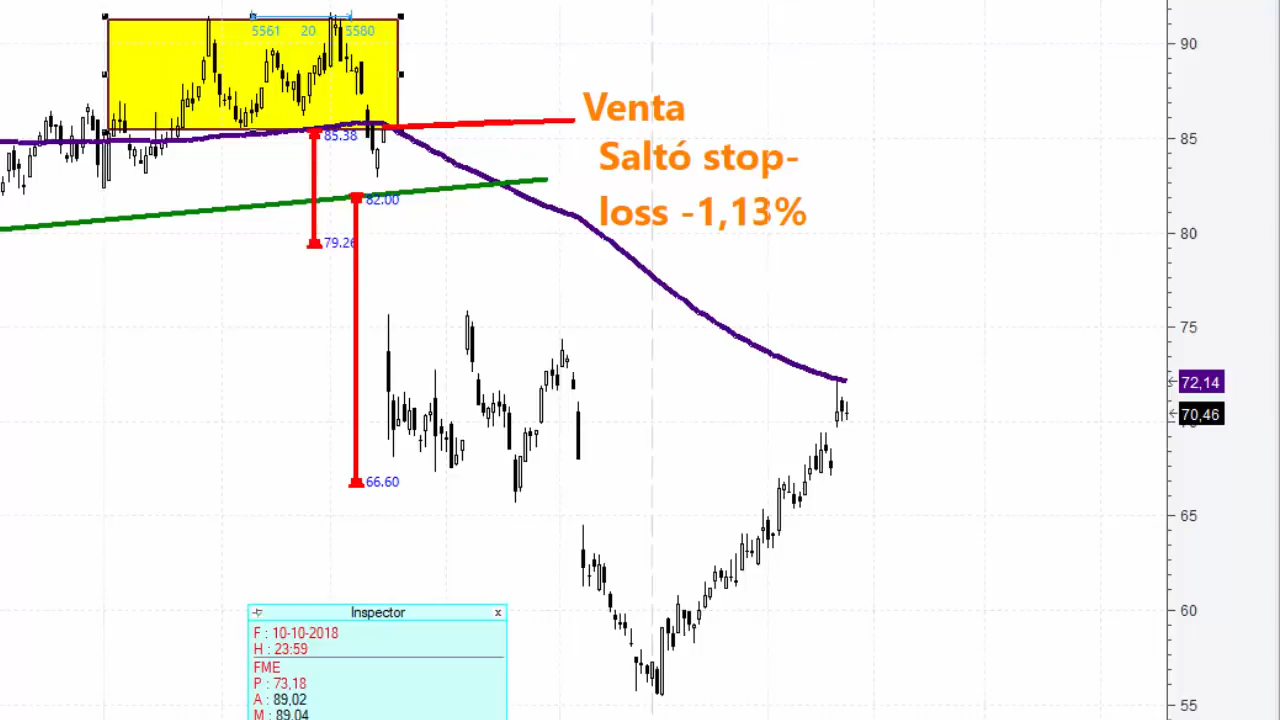 5561 20 5580
90
Venta
85.38
85
Saltó stop-
82.00
loss -1,13%
79.26
80
75
72,14
70,46
66.60
65
Inspector x
60
F : 10-10-2018
H : 23:59
FME
P : 73,18
A : 89,02
55
M : 89,04